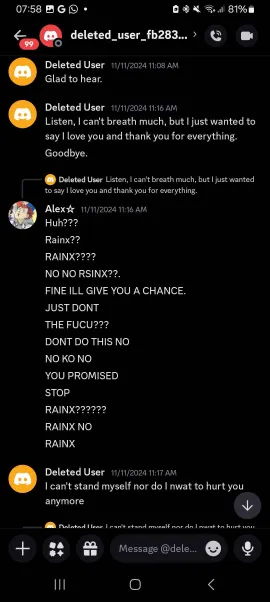 07:58
81%
99
deleted_user_fb283...
Deleted User 11/11/2024 11:08 AM
Glad to hear.
Deleted User 11/11/2024 11:16 AM
Listen, I can't breath much, but I just wanted to
say I love you and thank you for everything.
Goodbye.
Deleted User Listen, I can't breath much, but I just wanted
to say I love you and thank you for everything.
Alex☆ 11/11/2024 11:16 AM
Huh???
Rainx??
RAINX????
NO NO RSINX??.
FINE ILL GIVE YOU A CHANCE.
JUST DONT
THE FUCU???
DONT DO THIS NO
NO KO NO
YOU PROMISED
STOP
RAINX??????
RAINX NO
RAINX
Deleted User 11/11/2024 11:17 AM
I can't stand myself nor do I nwat to hurt you
anymore
Deleted User I can't stand myself nor do I nwat to hurt you
Message @dele...